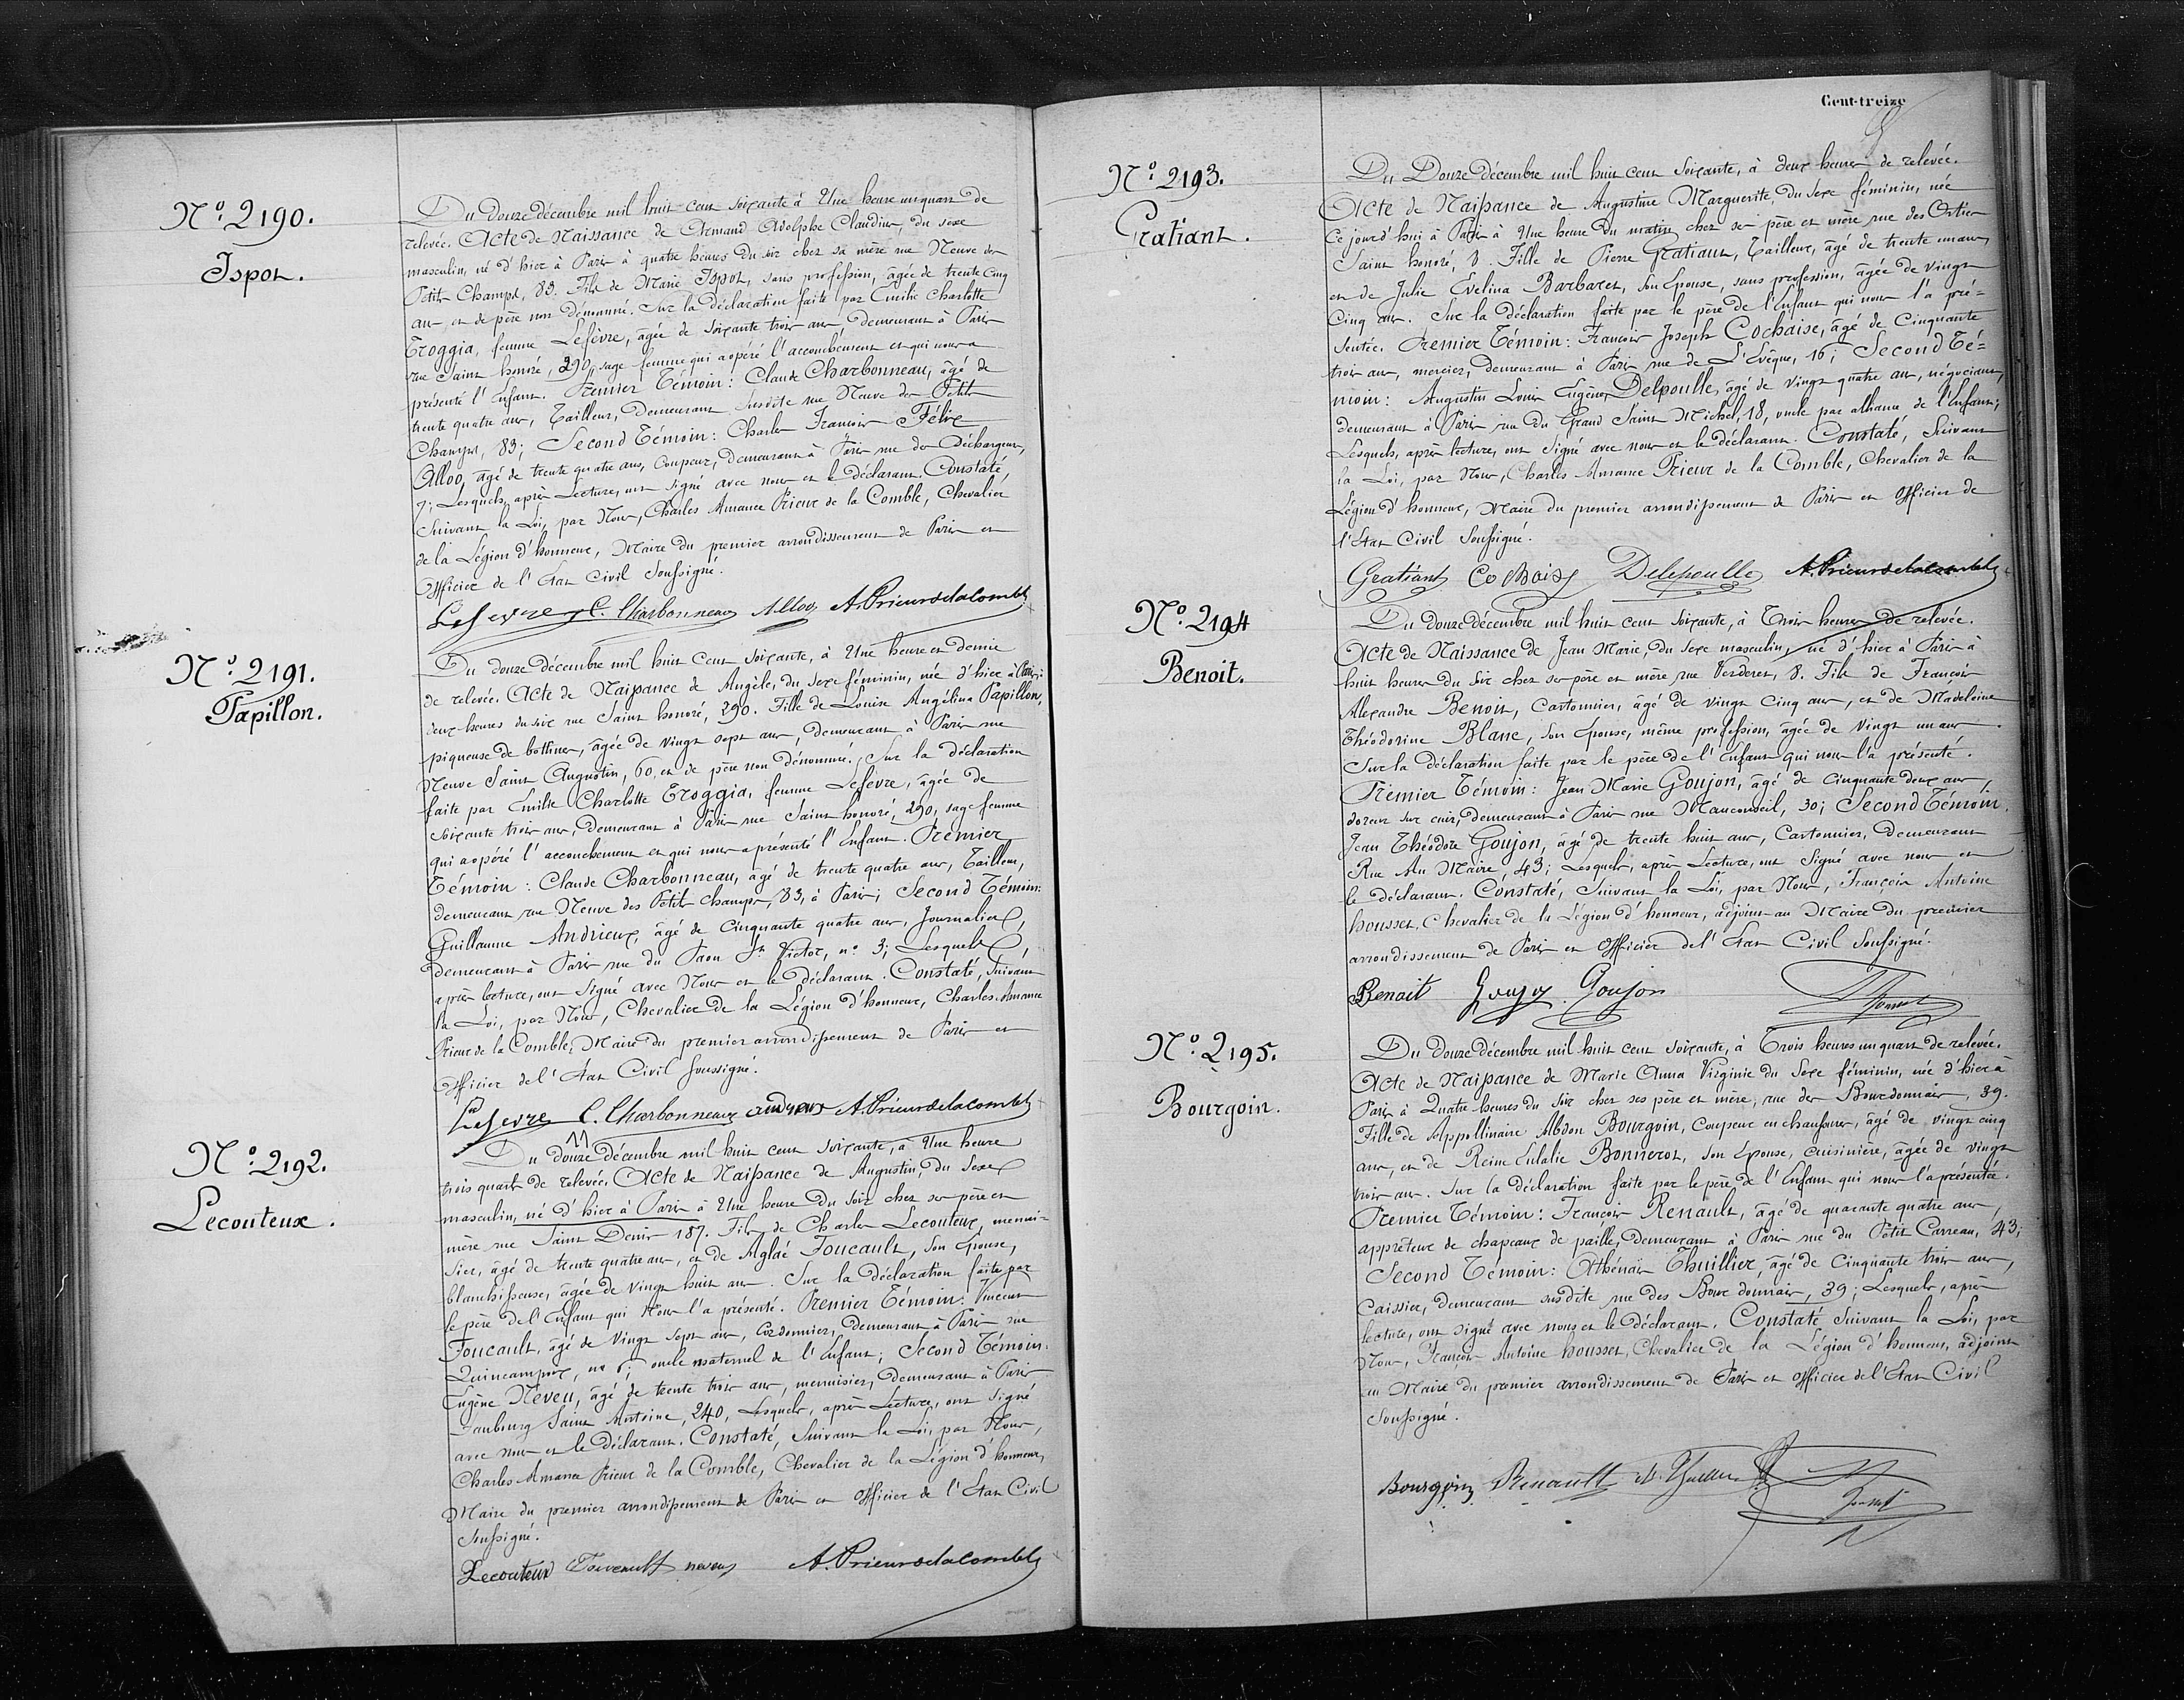 Nº 2190.
Ispot.
Du douze décembre mil huit cent soixante à Une heure un quart de
relevée. Acte de Naissance de Armand Adolphe Claudius, du sexe
masculin, né d'hier à Paris à quatre heures du soir chez sa mère rue Neuve des
Petits Champs, 83. Fils de Marie Ispot, sans profession, âgée de trente cinq
ans et de père non dénommé. Sur la déclaration faite par Emilie Charlotte
Troggia, femme Lefèvre, âgée de soixante trois ans, demeurant à Paris
rue Saint honoré, 290, sage-femme qui a opéré l'accouchement et qui nous a
présenté l'Enfant. Premier Témoin: Claude Charbonneau, âgé de
trente quatre ans, Tailleur, demeurant susdite rue Neuve des Petits
Champs, 83; Second Témoin: Charles François Félix
Alloo, âgé de trente quatre ans, Coupeur, demeurant à Paris rue des Déchargeurs,
7; Lesquels, après Lecture, ont signé avec nous et le déclarant. Constaté,
Suivant la Loi, par Nous, Charles Amance Prieur de la Comble, Chevalier
de la Légion d'honneur, Maire du premier arrondissement de Paris et
Officier de l'Etat Civil soussigné.
Lefevre C. Charbonneau Alloo A. Prieur de la comble
Nº 2191.
Papillon.
Du douze décembre mil huit Cent soixante, à Une heure et demie
de relevée. Acte de Naissance de Angèle, du sexe féminin, née d'hier à Paris à
deux heures du soir rue Saint honoré, 290. Fille de Louise Angélina Papillon,
piqueuse de bottines, âgée de vingt sept ans, demeurant à Paris rue
Neuve Saint Augustin, 60, et de père non dénommé. Sur la déclaration
faite par Emilie Charlotte Troggia, femme Lefevre, âgée de
soixante trois ans, demeurant à Paris rue Saint honoré, 290, sage femme
qui a opéré l'accouchement et qui nous a présenté l'Enfant. Premier
Témoin: Claude Charbonneau, âgé de trente quatre ans, Tailleur,
demeurant rue Neuve des Petits champs, 83, à Paris; Second Témoin:
Guillaume Andrieux, âgé de Cinquante quatre ans, Journalier,
demeurant à Paris rue du Paon St Victor, nº 3; Lesquels,
après lecture, ont signé avec Nous et le déclarant. Constaté, suivant
la Loi, par Nous, Chevalier de la Légion d'honneur, Charles Amance
Prieur de la Comble, Maire du premier arrondissement de Paris et
Officier de l'Etat Civil soussigné.
Lefevre C. Charbonneau andrieux A. Prieur de la comble
Nº 2192.
Lecouteux.
Du douze décembre mil huit cent soixante, à Une heure
trois quarts de relevée. Acte de Naissance de Augustin, du sexe
masculin, né d'hier à Paris à Une heure du soir chez ses père et
mère rue Saint Denis 187. Fils de Charles Lecouteux, menui-
sier, âgé de trente quatre ans, et de Aglaé Foucault, son Epouse,
blanchisseuse, âgée de vingt huit ans. Sur la déclaration faite par
le père de l'Enfant qui Nous l'a présenté. Premier Témoin: Vincent
Foucault, âgé de vingt sept ans, Cordonnier, demeurant à Paris rue
Quincampoix, nº 6; oncle maternel de l'Enfant; Second Témoin:
Eugène Néveu, âgé de trente trois ans, menuisier, demeurant à Paris
faubourg Saint Antoine, 240, Lesquels, après Lecture, ont signé
avec nous et le déclarant. Constaté, Suivant la Loi, par Nous,
Charles Amance Prieur de la Comble, Chevalier de la Légion d'honneur,
Maire du premier arrondissement de Paris et Officier de l'Etat Civil
soussigné.
Lecouteux Foucault neveu A. Prieur de la comble
Cent-treize
Nº 2193.
Gratiant.
Du Douze décembre mil huit cent soixante, à deux heures de relevée.
Acte de Naissance de Augustine Marguerite, du sexe féminin, née
Ce jourd'hui à Paris à Une heure du matin chez ses père et mère rue des Orties
Saint honoré, 8. Fille de Pierre Gratiant, Tailleur, âgé de trente un ans,
et de Julie Evelina Barbaret, son Epouse, sans profession, âgée de vingt
Cinq ans. Sur la déclaration faite par le père de l'Enfant qui nous l'a pré=
sentée. Premier Témoin: François Joseph Cochaise, âgé de Cinquante
trois ans, mercier, demeurant à Paris rue de L'Evêque, 16; Second Té=
moin: Augustin Louis Eugène Delpoulle, âgé de vingt quatre ans, négociant,
demeurant à Paris rue du Grand Saint Michel, 18, oncle par alliance de l'Enfant;
Lesquels, après lecture, ont signé avec nous et le déclarant. Constaté, Suivant
la Loi, par Nous, Charles Amance Prieur de la Comble, Chevalier de la
Légion d'honneur, Maire du premier arrondissement de Paris et Officier de
l'Etat Civil soussigné.
Gratiant Delepoulle A. Prieur de la comble
Nº 2194
Benoit.
Du douze décembre mil huit cent soixante, à Trois heures de relevée.
Acte de Naissance de Jean Marie, du sexe masculin, né d'hier à Paris à
huit heures du soir chez ses père et mère rue Verderet, 8. Fils de François
Alexandre Benoit, Cartonnier, âgé de vingt cinq ans, et de Madeleine
Théodorine Blanc, son Epouse, même profession, âgée de vingt un ans.
Sur la déclaration faite par le père de l'Enfant qui nous l'a présenté.
Premier Témoin: Jean Marie Goujon, âgé de cinquante deux ans,
doreur sur cuir, demeurant à Paris rue Mauconseil, 30; Second Témoin:
Jean Théodore Goujon, âgé de trente huit ans, Cartonnier, demeurant
Rue Au Maire, 43; Lesquels, après Lecture, ont signé avec nous et
le déclarant. Constaté, Suivant la Loi, par Nous, François Antoine
housset, Chevalier de la Légion d'honneur, adjoint au Maire du premier
arrondissement de Paris et Officier de l'Etat Civil Soussigné.
Benoit Goujon Goujon
Nº 2195.
Bourgoin.
Du douze décembre mil huit cent soixante, à Trois heures un quart de relevée.
Acte de Naissance de Marie Anna Virginie du sexe féminin, née d'hier à
Paris à Quatre heures du soir chez ses père et mère, rue des Bourdonnais, 39.
Fille de Appollinaire Abdon Bourgoin, Coupeur en chaussures, âgé de vingt cinq
ans, et de Reine Eulalie Bonnerot, son Epouse, cuisinière, âgée de vingt
trois ans. Sur la déclaration faite par le père de l'Enfant qui nous l'a présentée.
Premier Témoin: François Renault, âgé de quarante quatre ans,
apprêteur de chapeaux de paille, demeurant à Paris rue du Petit Carreau, 43;
Second Témoin: Athénaïs Thuillier, âgé de Cinquante trois ans,
Caissier, demeurant susdite rue des Bourdonnais, 39; Lesquels, après
lecture, ont signé avec nous et le déclarant. Constaté suivant la Loi, par
Nous, François Antoine housset, Chevalier de la Légion d'honneur, adjoint
au Maire du premier arrondissement de Paris et officier de l'Etat Civil
soussigné.
Bourgoin Renault